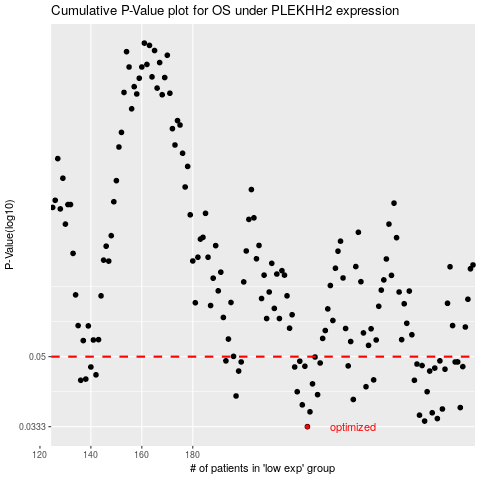 Cumulative P-Value plot for OS under PLEKHH2 expression
P-Value(log10)
0.05
0.0333
optimized
120 140 160 180
# of patients in 'low exp' group